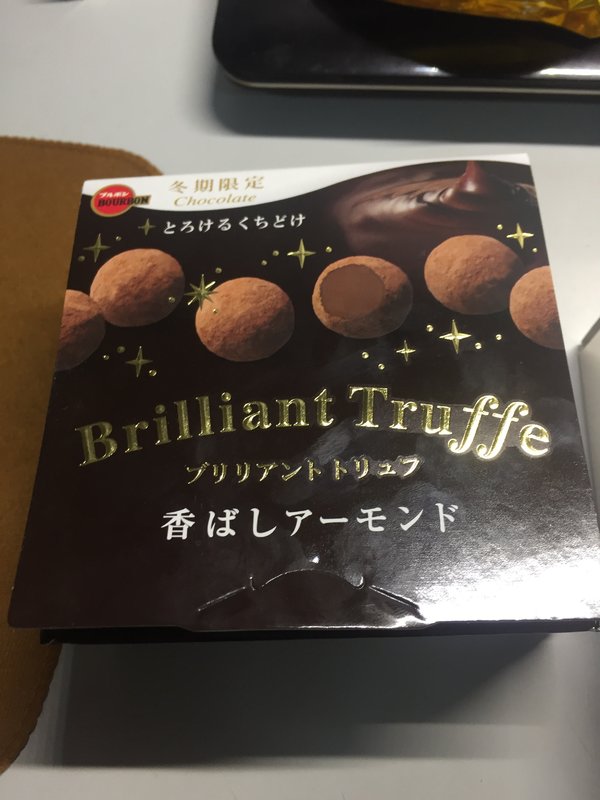 ブルボン
BOURBON
冬期限定
Chocolate
とろけるくちどけ
Brilliant Truffe
ブリリアントトリュフ
香ばしアーモンド